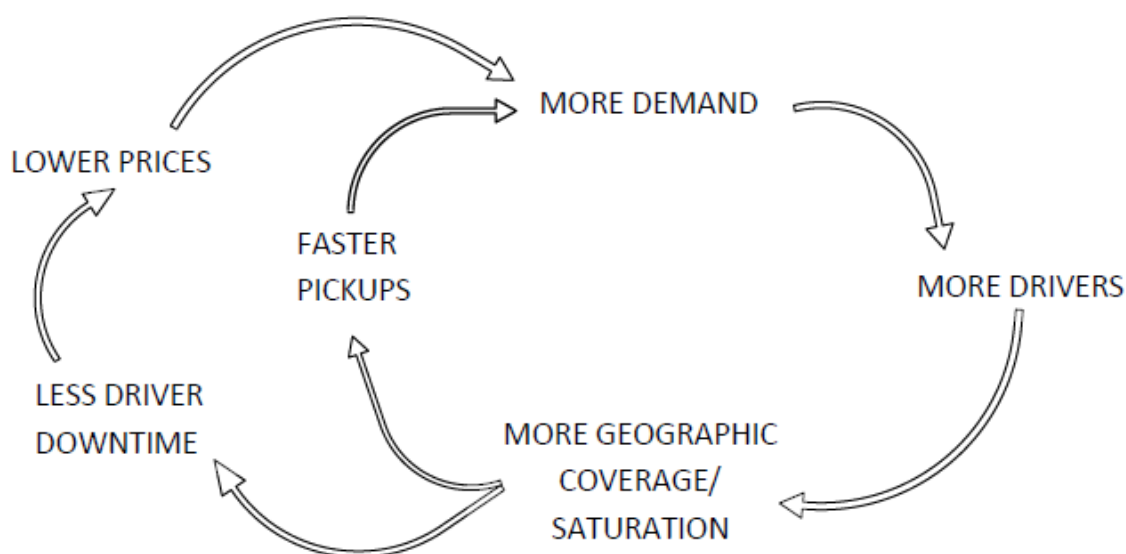 MORE DEMAND
LOWER PRICES
FASTER
PICKUPS
MORE DRIVERS
LESS DRIVER
DOWNTIME
MORE GEOGRAPHIC
COVERAGE/
SATURATION